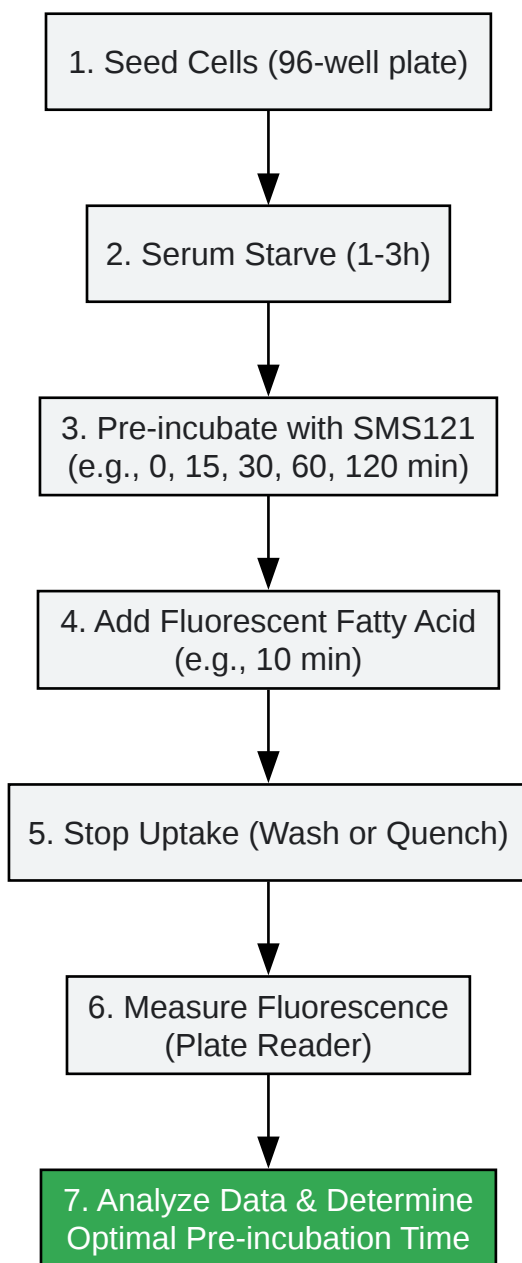 1. Seed Cells (96-well plate)
2. Serum Starve (1-3h)
3. Pre-incubate with SMS121
(e.g., 0, 15, 30, 60, 120 min)
4. Add Fluorescent Fatty Acid
(e.g., 10 min)
5. Stop Uptake (Wash or Quench)
6. Measure Fluorescence
(Plate Reader)
7. Analyze Data & Determine
Optimal Pre-incubation Time